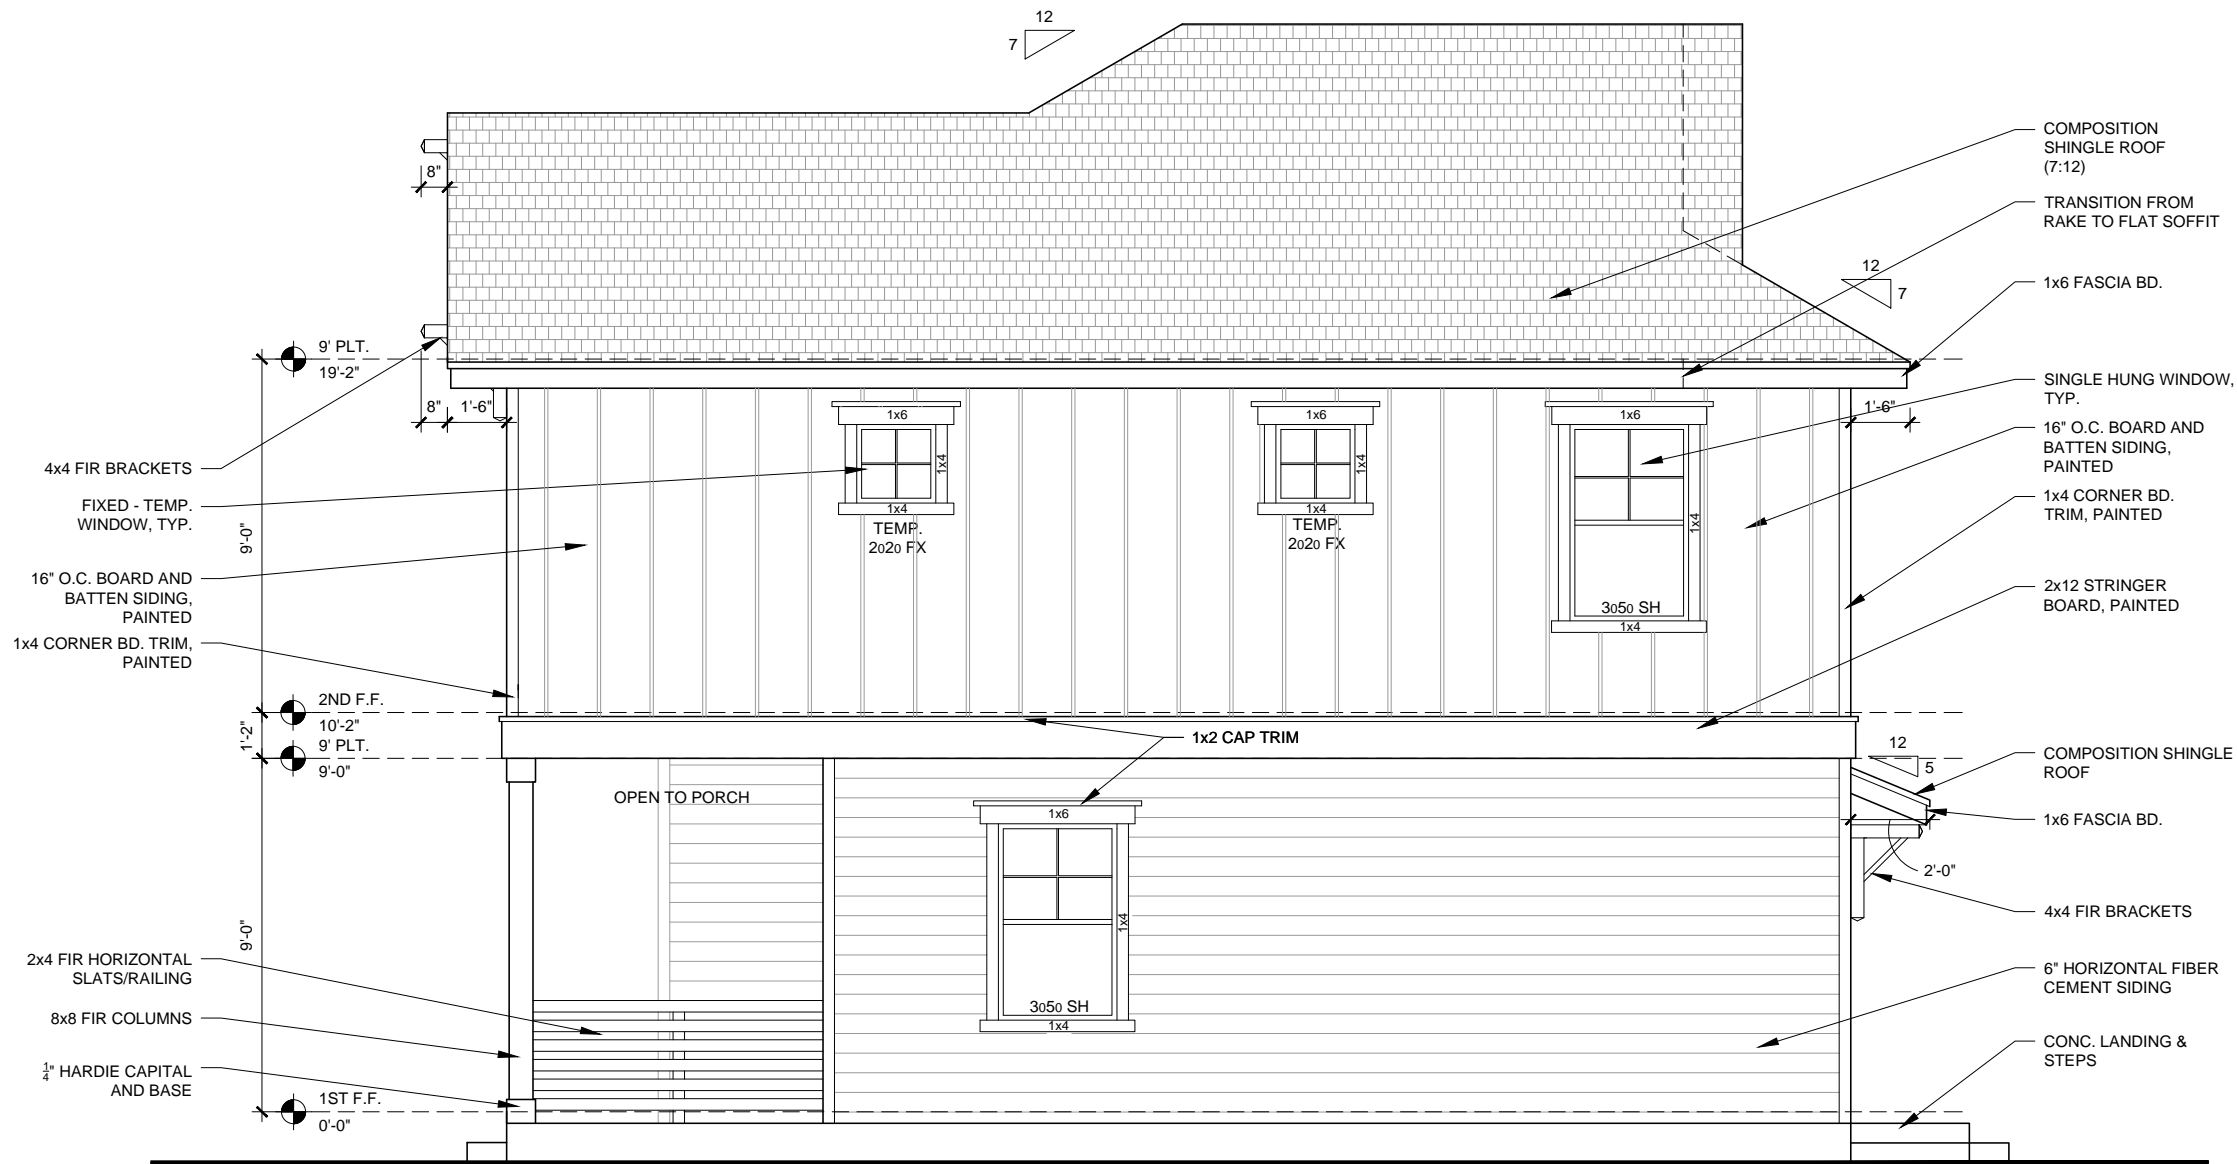 12
7
COMPOSITION
SHINGLE ROOF
(7:12)
8"
TRANSITION FROM
RAKE TO FLAT SOFFIT
12
7
1x6 FASCIA BD.
9' PLT.
19'-2"
SINGLE HUNG WINDOW,
TYP.
8"
1'-6"
1x6
1x6
1x6
1'-6"
16" O.C. BOARD AND
BATTEN SIDING,
PAINTED
4x4 FIR BRACKETS
1x4
1x4
FIXED - TEMP.
WINDOW, TYP.
1x4
1x4
1x4
1x4 CORNER BD.
TRIM, PAINTED
TEMP.
2020 FX
TEMP.
2020 FX
9'-0"
16" O.C. BOARD AND
BATTEN SIDING,
PAINTED
2x12 STRINGER
BOARD, PAINTED
3050 SH
1x4
1x4 CORNER BD. TRIM,
PAINTED
2ND F.F.
10'-2"
1'-2"
9' PLT.
9'-0"
1x2 CAP TRIM
12
5
COMPOSITION SHINGLE
ROOF
OPEN TO PORCH
1x6
1x6 FASCIA BD.
2'-0"
1x4
4x4 FIR BRACKETS
9'-0"
2x4 FIR HORIZONTAL
SLATS/RAILING
6" HORIZONTAL FIBER
CEMENT SIDING
3050 SH
1x4
8x8 FIR COLUMNS
CONC. LANDING &
STEPS
1/4" HARDIE CAPITAL
AND BASE
1ST F.F.
0'-0"